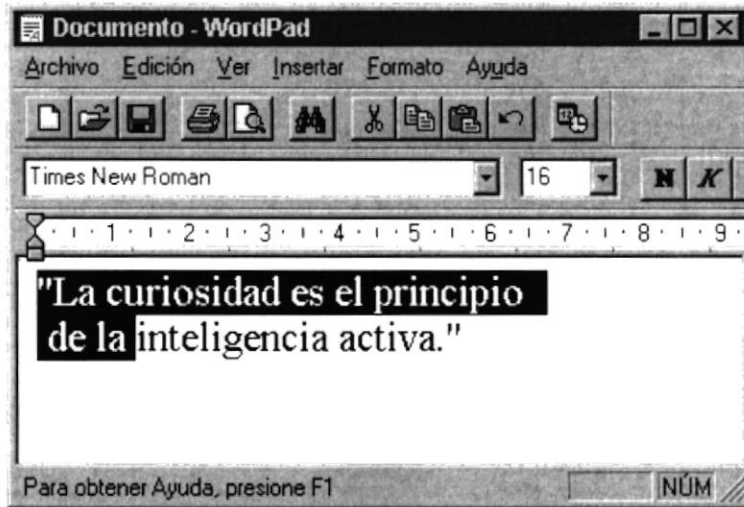 Documento - WordPad
Archivo Edición Ver Insertar Formato Ayuda
Times New Roman 16 N K
1 2 3 4 5 6 7 8 9
"La curiosidad es el principio
de la inteligencia activa."
Para obtener Ayuda, presione F1 NÚM